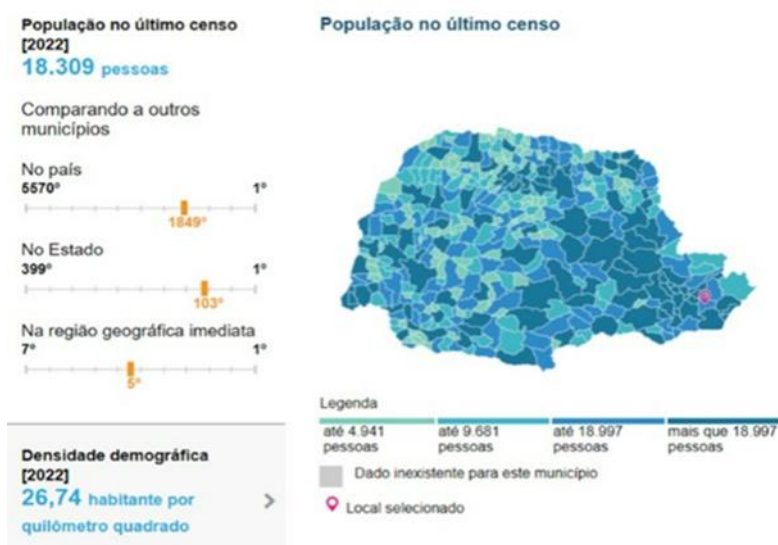 População no último censo
[2022]
18.309 pessoas
Comparando a outros
municípios
No país
5570º 1º
1849º
No Estado
399º 1º
103º
Na região geográfica imediata
7º 1º
5º
Densidade demográfica
[2022]
26,74 habitante por
quilômetro quadrado
População no último censo
Legenda
até 4.941 pessoas
até 9.681 pessoas
até 18.997 pessoas
mais que 18.997 pessoas
Dado inexistente para este município
Local selecionado